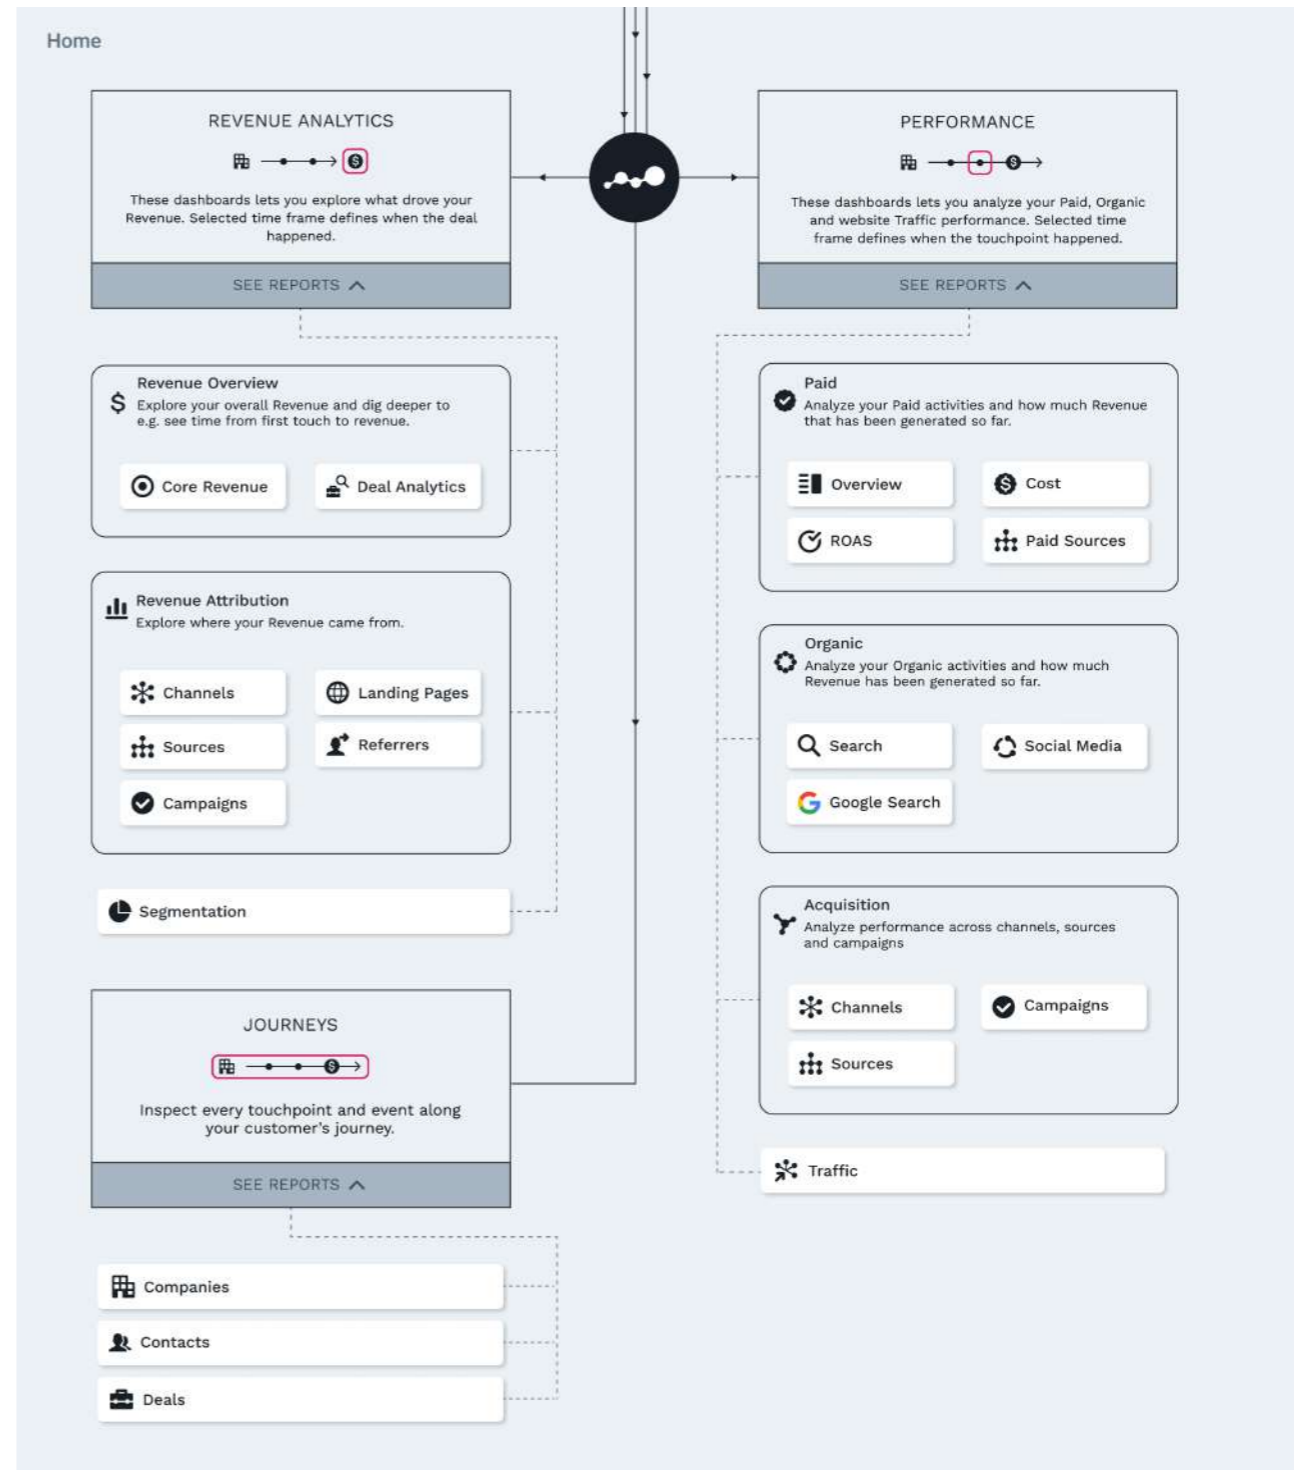 Home
REVENUE ANALYTICS
These dashboards lets you explore what drove your
Revenue. Selected time frame defines when the deal
happened.
SEE REPORTS
Revenue Overview
Explore your overall Revenue and dig deeper to
e.g. see time from first touch to revenue.
Core Revenue
Deal Analytics
Revenue Attribution
Explore where your Revenue came from.
Channels
Landing Pages
Sources
Referrers
Campaigns
Segmentation
JOURNEYS
Inspect every touchpoint and event along
your customer's journey.
SEE REPORTS
Companies
Contacts
Deals
PERFORMANCE
These dashboards lets you analyze your Paid, Organic
and website Traffic performance. Selected time
frame defines when the touchpoint happened.
SEE REPORTS
Paid
Analyze your Paid activities and how much Revenue
that has been generated so far.
Overview
Cost
ROAS
Paid Sources
Organic
Analyze your Organic activities and how much
Revenue has been generated so far.
Search
Social Media
Google Search
Acquisition
Analyze performance across channels, sources
and campaigns
Channels
Campaigns
Sources
Traffic